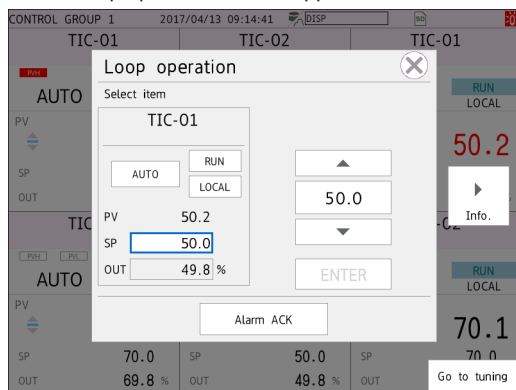 CONTROL GROUP 1 2017/04/13 09:14:41 DISP SD
TIC-01 TIC-02 TIC-01
PVH
AUTO
PV
SP
OUT
RUN
LOCAL
50.2
Loop operation
Select item
TIC-01
AUTO RUN
LOCAL
PV 50.2
SP 50.0
OUT 49.8 %
50.0
ENTER
Alarm ACK
Info.
TIC -02
PVH PVL
AUTO
PV
RUN
LOCAL
70.1
SP 70.0 SP 50.0 SP 70.0
OUT 69.8 % OUT 49.8 % OUT
Go to tuning